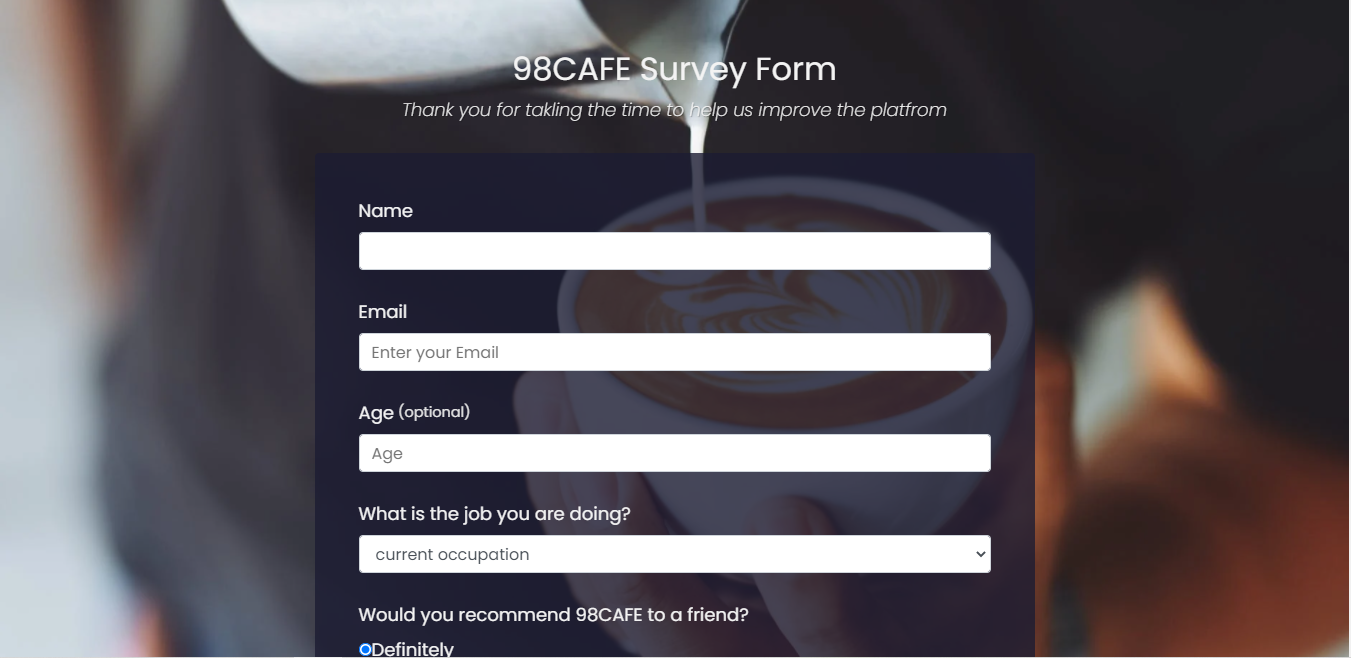 98CAFE Survey Form
Thank you for takling the time to help us improve the platfrom
Name
Email
Enter your Email
Age (optional)
Age
What is the job you are doing?
current occupation
Would you recommend 98CAFE to a friend?
Definitely